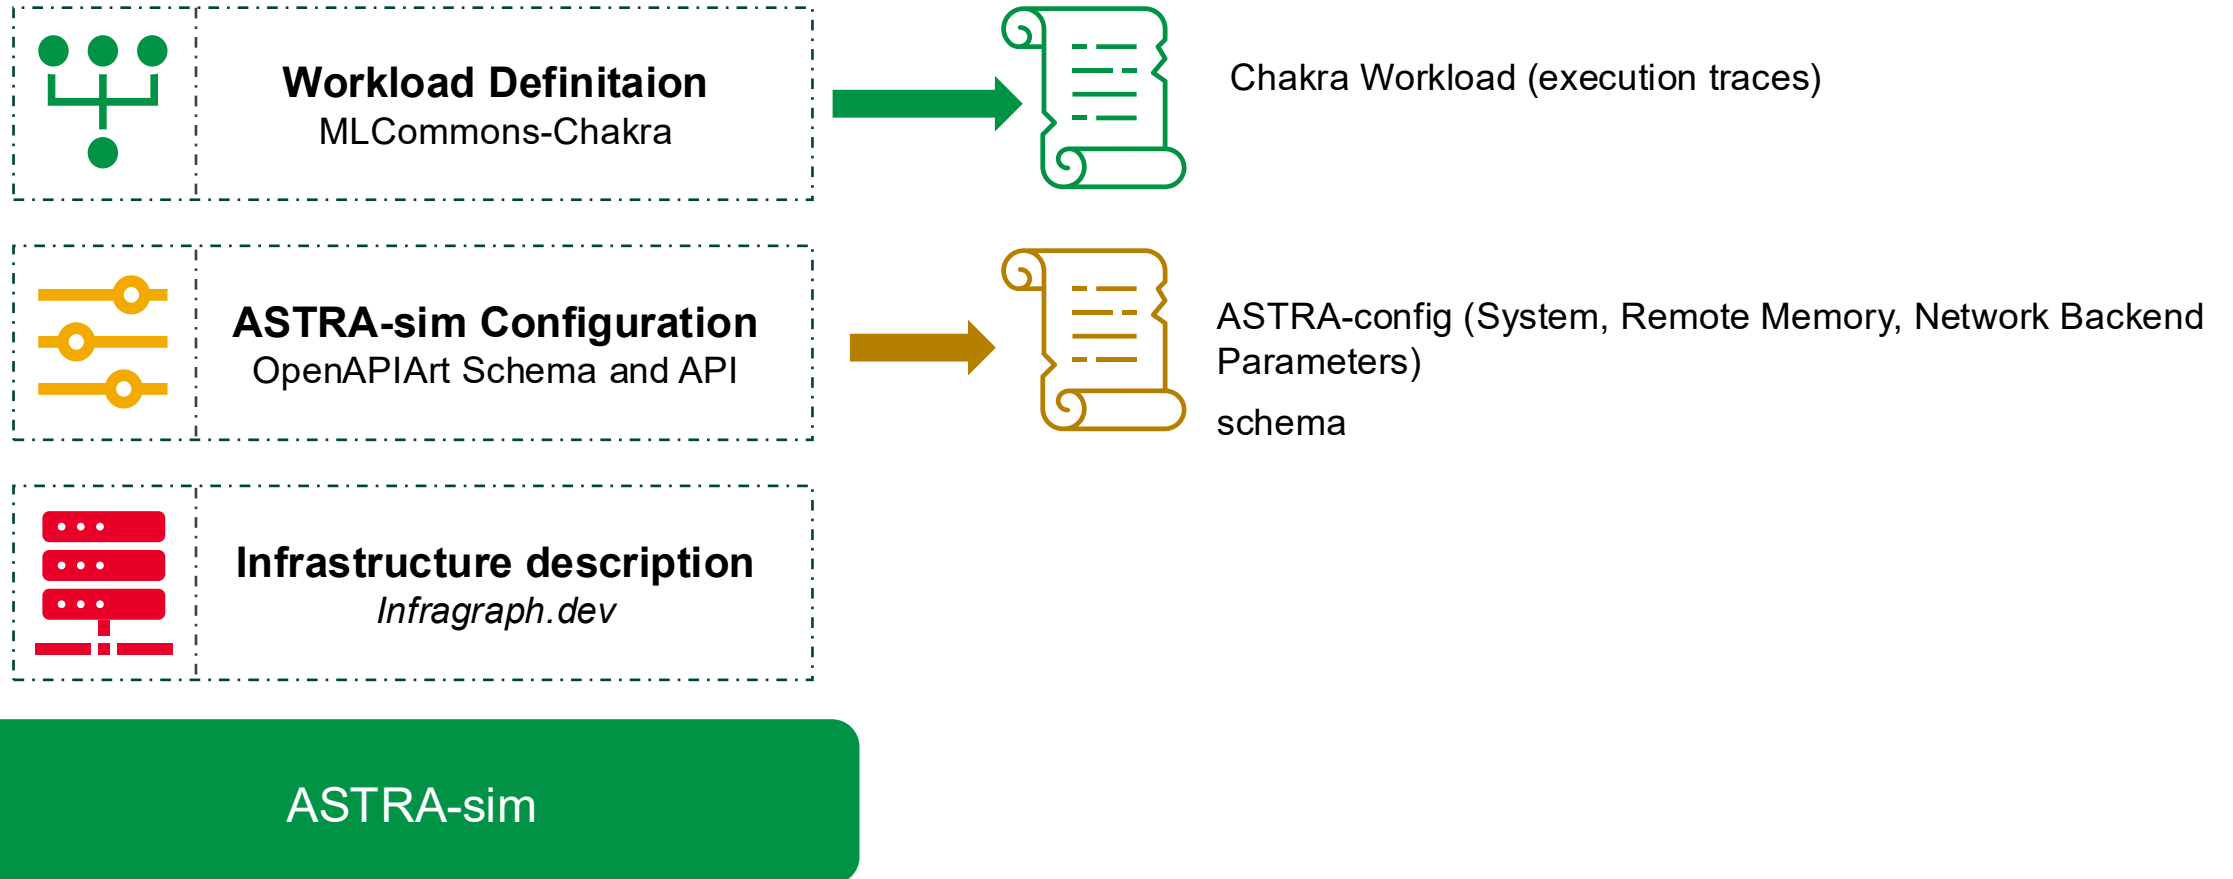 Workload Definitaion
MLCommons-Chakra
Chakra Workload (execution traces)
ASTRA-sim Configuration
OpenAPIArt Schema and API
ASTRA-config (System, Remote Memory, Network Backend
Parameters)
schema
Infrastructure description
Infragraph.dev
ASTRA-sim